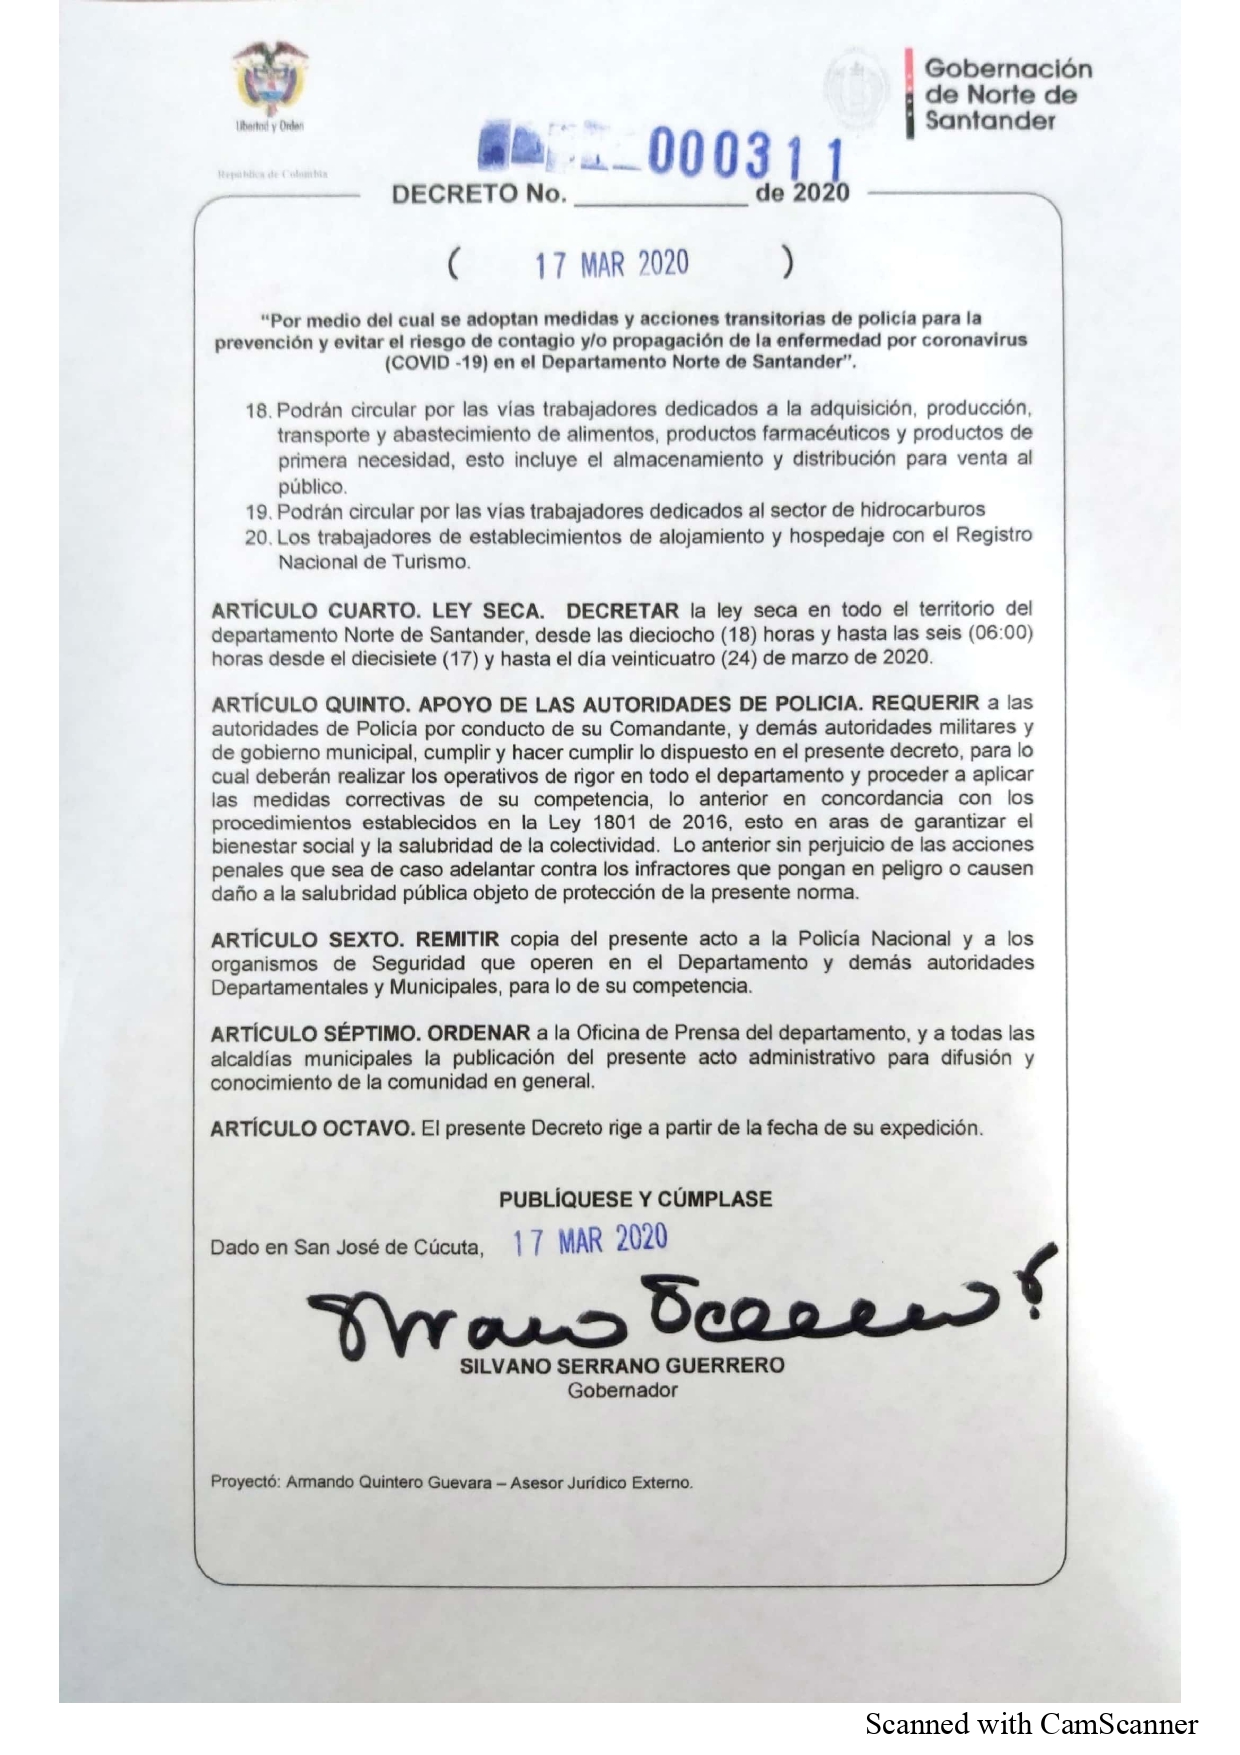 Libertad y Orden
República de Colombia
Gobernación
de Norte de
Santander
000311
DECRETO No. ______________ de 2020
( 17 MAR 2020 )
“Por medio del cual se adoptan medidas y acciones transitorias de policía para la
prevención y evitar el riesgo de contagio y/o propagación de la enfermedad por coronavirus
(COVID -19) en el Departamento Norte de Santander”.
18. Podrán circular por las vías trabajadores dedicados a la adquisición, producción,
transporte y abastecimiento de alimentos, productos farmacéuticos y productos de
primera necesidad, esto incluye el almacenamiento y distribución para venta al
público.
19. Podrán circular por las vías trabajadores dedicados al sector de hidrocarburos
20. Los trabajadores de establecimientos de alojamiento y hospedaje con el Registro
Nacional de Turismo.
ARTÍCULO CUARTO. LEY SECA. DECRETAR la ley seca en todo el territorio del
departamento Norte de Santander, desde las dieciocho (18) horas y hasta las seis (06:00)
horas desde el diecisiete (17) y hasta el día veinticuatro (24) de marzo de 2020.
ARTÍCULO QUINTO. APOYO DE LAS AUTORIDADES DE POLICIA. REQUERIR a las
autoridades de Policía por conducto de su Comandante, y demás autoridades militares y
de gobierno municipal, cumplir y hacer cumplir lo dispuesto en el presente decreto, para lo
cual deberán realizar los operativos de rigor en todo el departamento y proceder a aplicar
las medidas correctivas de su competencia, lo anterior en concordancia con los
procedimientos establecidos en la Ley 1801 de 2016, esto en aras de garantizar el
bienestar social y la salubridad de la colectividad. Lo anterior sin perjuicio de las acciones
penales que sea de caso adelantar contra los infractores que pongan en peligro o causen
daño a la salubridad pública objeto de protección de la presente norma.
ARTÍCULO SEXTO. REMITIR copia del presente acto a la Policía Nacional y a los
organismos de Seguridad que operen en el Departamento y demás autoridades
Departamentales y Municipales, para lo de su competencia.
ARTÍCULO SÉPTIMO. ORDENAR a la Oficina de Prensa del departamento, y a todas las
alcaldías municipales la publicación del presente acto administrativo para difusión y
conocimiento de la comunidad en general.
ARTÍCULO OCTAVO. El presente Decreto rige a partir de la fecha de su expedición.
PUBLÍQUESE Y CÚMPLASE
Dado en San José de Cúcuta, 17 MAR 2020
SILVANO SERRANO GUERRERO
Gobernador
Proyectó: Armando Quintero Guevara – Asesor Jurídico Externo.
Scanned with CamScanner